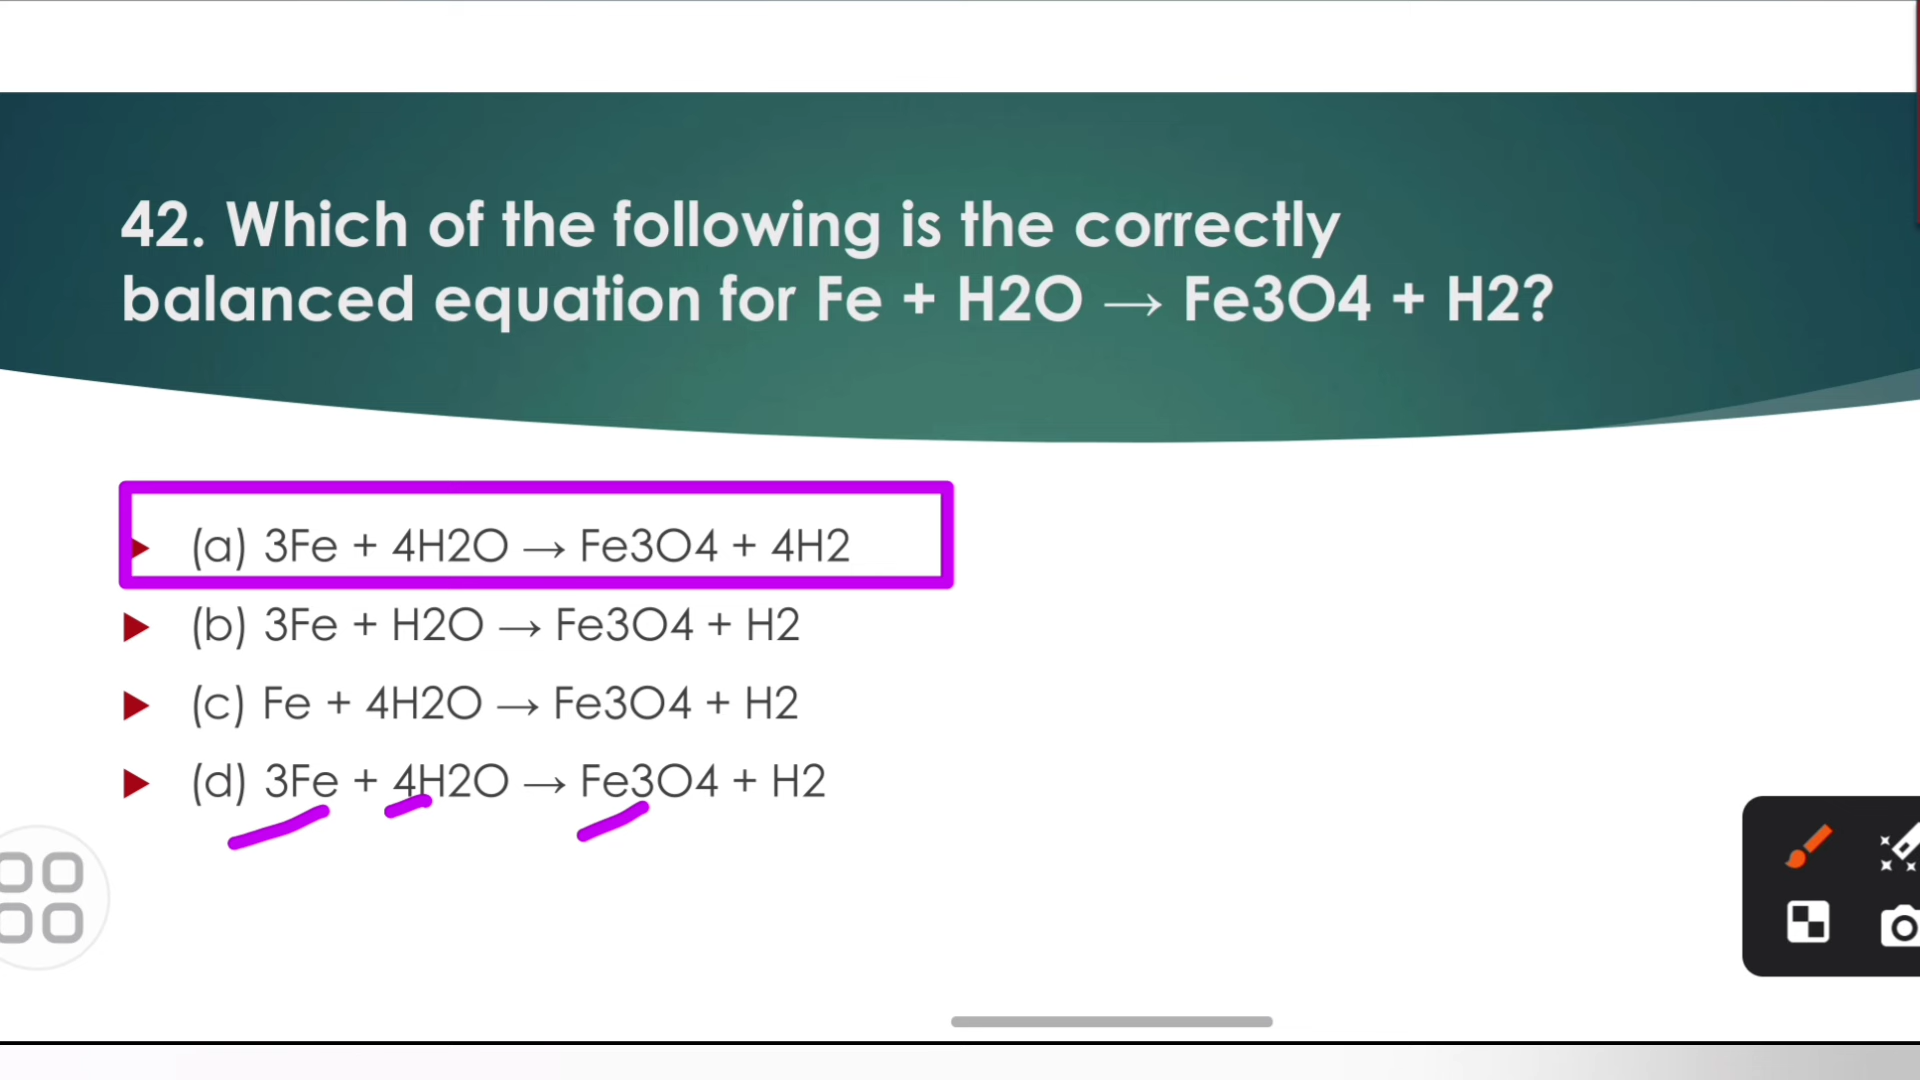 42. Which of the following is the correctly
balanced equation for Fe + H2O → Fe3O4 + H2?
(a) 3Fe + 4H2O → Fe3O4 + 4H2
(b) 3Fe + H2O → Fe3O4 + H2
(c) Fe + 4H2O → Fe3O4 + H2
(d) 3Fe + 4H2O → Fe3O4 + H2